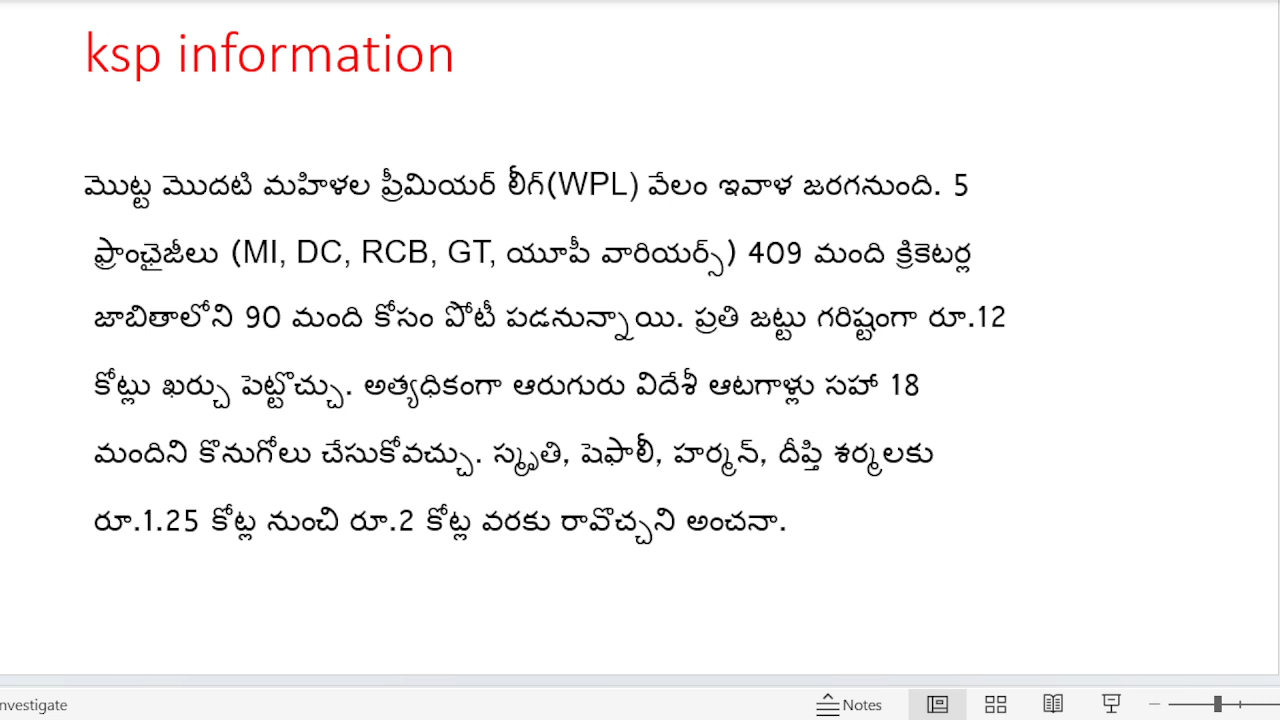 ksp information
మొట్ట మొదటి మహిళల ప్రీమియర్ లీగ్(WPL) వేలం ఇవాళ జరగనుంది. 5
ఫ్రాంఛైజీలు (MI, DC, RCB, GT, యూపీ వారియర్స్) 409 మంది క్రికెటర్ల
జాబితాలోని 90 మంది కోసం పోటీ పడనున్నాయి. ప్రతి జట్టు గరిష్టంగా రూ.12
కోట్లు ఖర్చు పెట్టొచ్చు. అత్యధికంగా ఆరుగురు విదేశీ ఆటగాళ్లు సహా 18
మందిని కొనుగోలు చేసుకోవచ్చు. స్మృతి, షెఫాలీ, హర్మన్, దీప్తి శర్మలకు
రూ.1.25 కోట్ల నుంచి రూ.2 కోట్ల వరకు రావొచ్చని అంచనా.
nvestigate Notes